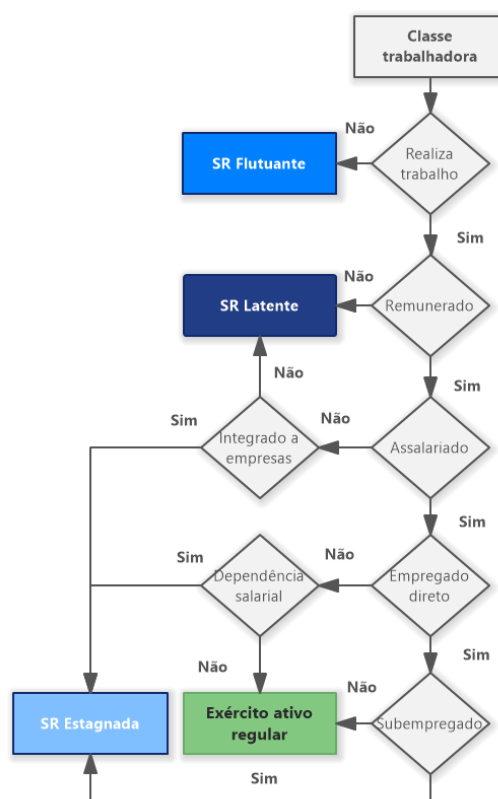 Classe
trabalhadora
Não
SR Flutuante
Realiza
trabalho
Sim
Não
SR Latente
Remunerado
Não
Sim
Sim
Não
Integrado a
empresas
Assalariado
Sim
Sim
Não
Dependência
salarial
Empregado
direto
Sim
Não
Não
SR Estagnada
Exército ativo
regular
Subempregado
Sim